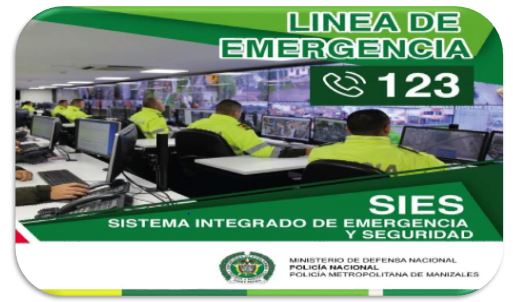 LINEA DE
EMERGENCIA
123
SIES
SISTEMA INTEGRADO DE EMERGENCIA
Y SEGURIDAD
MINISTERIO DE DEFENSA NACIONAL
POLICÍA NACIONAL
POLICÍA METROPOLITANA DE MANIZALES